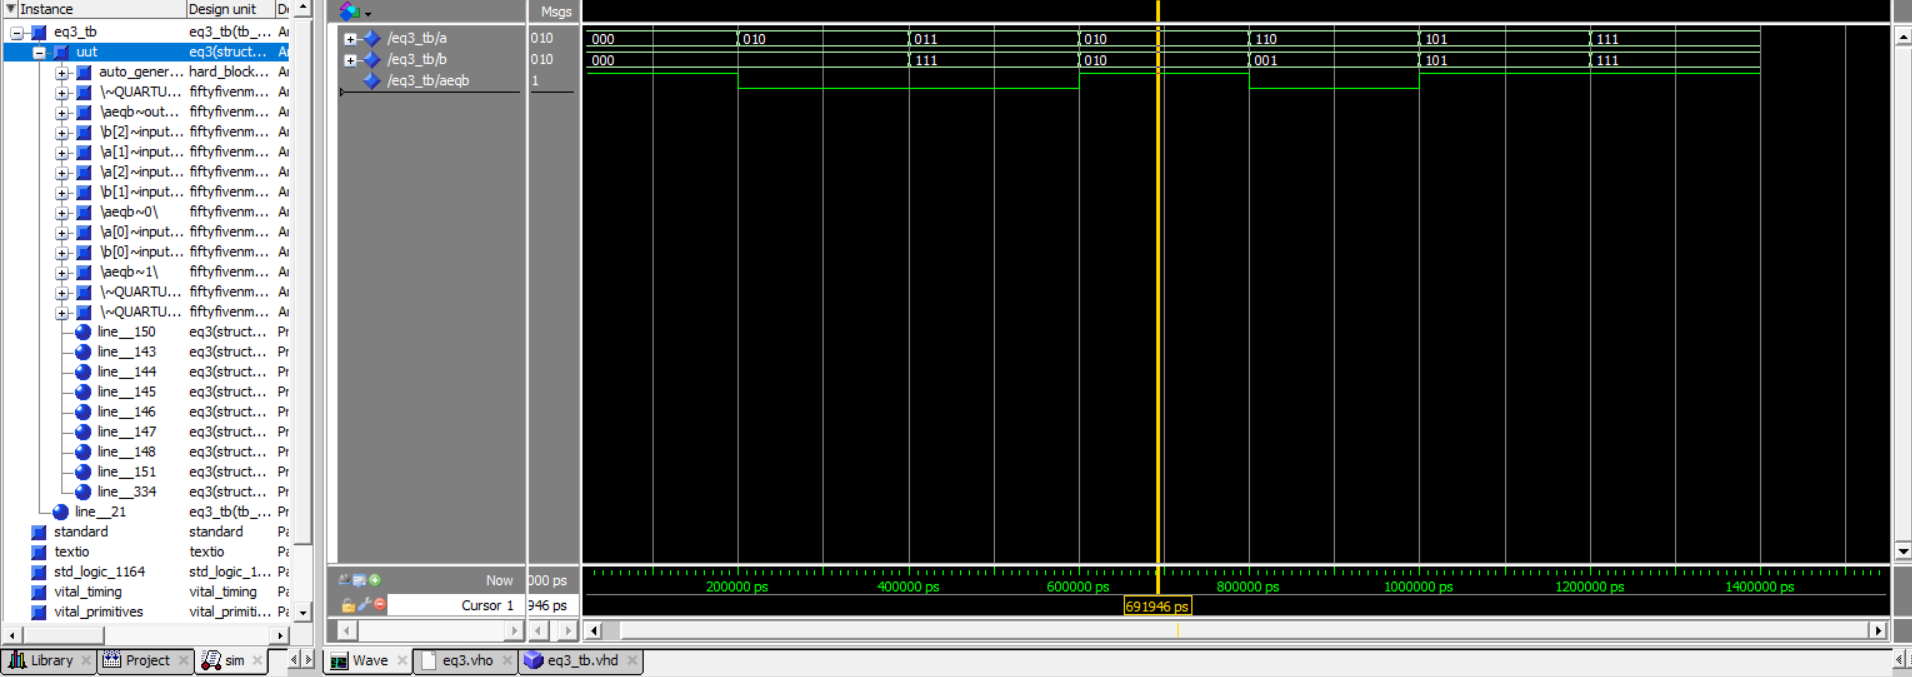 Instance Design unit De
eq3_tb eq3_tb(tb_... Ar
uut eq3(struct... Ar
auto_gener... hard_block... Ar
\~QUARTU... fiftyfivenm... Ar
\aeqb~out... fiftyfivenm... Ar
\b[2]~input... fiftyfivenm... Ar
\a[1]~input... fiftyfivenm... Ar
\a[2]~input... fiftyfivenm... Ar
\b[1]~input... fiftyfivenm... Ar
\aeqb~0\ fiftyfivenm... Ar
\a[0]~input... fiftyfivenm... Ar
\b[0]~input... fiftyfivenm... Ar
\aeqb~1\ fiftyfivenm... Ar
\~QUARTU... fiftyfivenm... Ar
\~QUARTU... fiftyfivenm... Ar
line__150 eq3(struct... Pr
line__143 eq3(struct... Pr
line__144 eq3(struct... Pr
line__145 eq3(struct... Pr
line__146 eq3(struct... Pr
line__147 eq3(struct... Pr
line__148 eq3(struct... Pr
line__151 eq3(struct... Pr
line__334 eq3(struct... Pr
line__21 eq3_tb(tb_... Pr
standard standard Pa
textio textio Pa
std_logic_1164 std_logic_1... Pa
vital_timing vital_timing Pa
vital_primitives vital_primiti... Pa
Library Project sim
Msgs
/eq3_tb/a 010 000 010 011 010 110 101 111
/eq3_tb/b 010 000 111 010 001 101 111
/eq3_tb/aeqb 1
Now 000 ps 200000 ps 400000 ps 600000 ps 800000 ps 1000000 ps 1200000 ps 1400000 ps
Cursor 1 946 ps 691946 ps
Wave eq3.vho eq3_tb.vhd